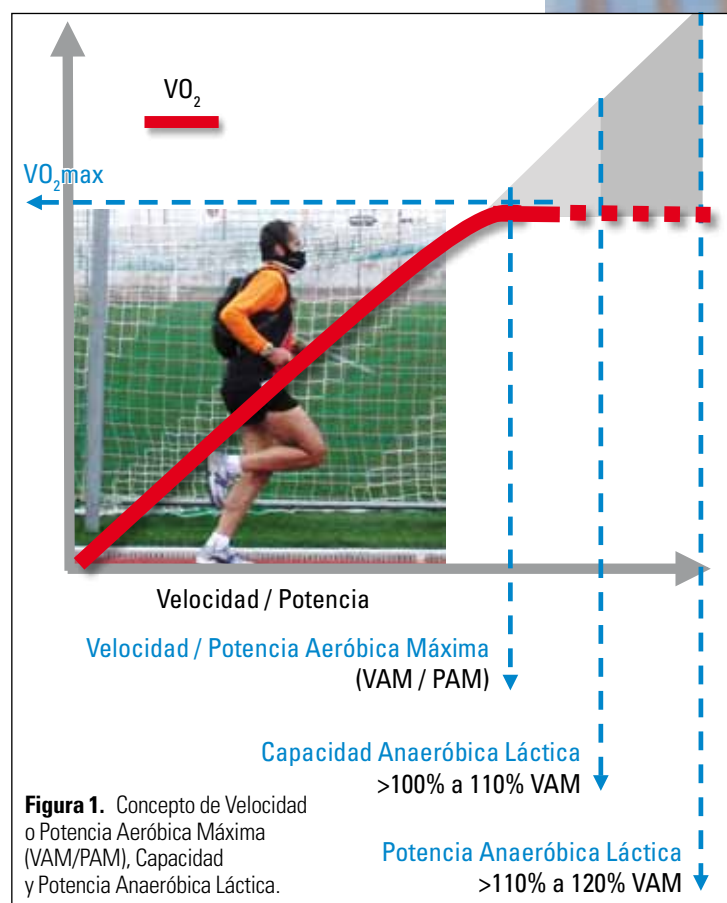 VO₂
VO₂max
Velocidad / Potencia
Velocidad / Potencia Aeróbica Máxima
(VAM / PAM)
Capacidad Anaeróbica Láctica
>100% a 110% VAM
Potencia Anaeróbica Láctica
>110% a 120% VAM
Figura 1. Concepto de Velocidad
o Potencia Aeróbica Máxima
(VAM/PAM), Capacidad
y Potencia Anaeróbica Láctica.